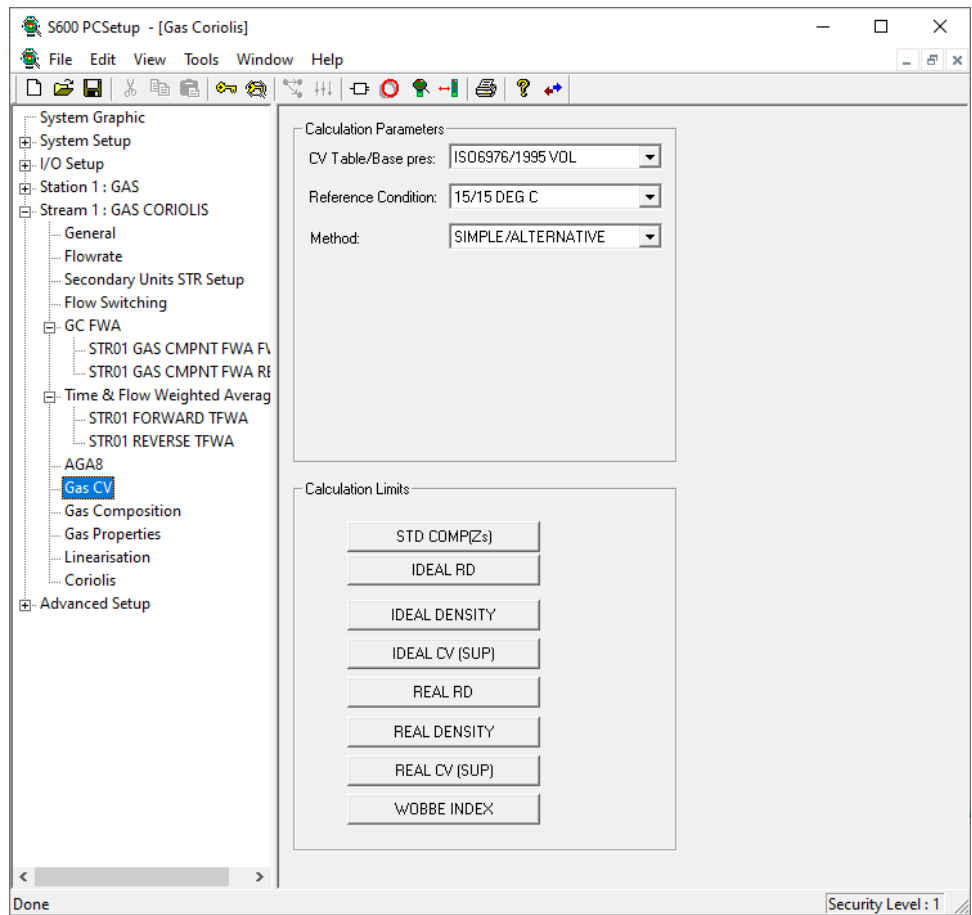 S600 PCSetup - [Gas Coriolis]
File Edit View Tools Window Help
System Graphic
System Setup
I/O Setup
Station 1 : GAS
Stream 1 : GAS CORIOLIS
General
Flowrate
Secondary Units STR Setup
Flow Switching
GC FWA
STR01 GAS CMPNT FWA FW
STR01 GAS CMPNT FWA RE
Time & Flow Weighted Averag
STR01 FORWARD TFWA
STR01 REVERSE TFWA
AGA8
Gas CV
Gas Composition
Gas Properties
Linearisation
Coriolis
Advanced Setup
Calculation Parameters
CV Table/Base pres: ISO6976/1995 VOL
Reference Condition: 15/15 DEG C
Method: SIMPLE/ALTERNATIVE
Calculation Limits
STD COMP(Zs)
IDEAL RD
IDEAL DENSITY
IDEAL CV (SUP)
REAL RD
REAL DENSITY
REAL CV (SUP)
WOBBE INDEX
Done
Security Level : 1